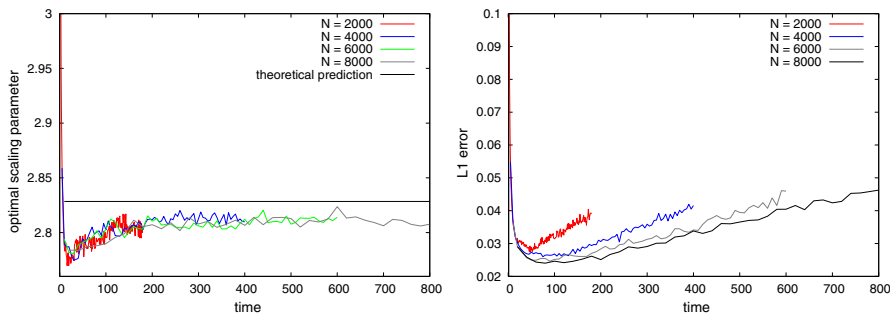 3
2.95
2.9
2.85
2.8
optimal scaling parameter
N = 2000
N = 4000
N = 6000
N = 8000
theoretical prediction
0 100 200 300 400 500 600 700 800
time
0.1
0.09
0.08
0.07
0.06
0.05
0.04
0.03
0.02
L1 error
N = 2000
N = 4000
N = 6000
N = 8000
0 100 200 300 400 500 600 700 800
time